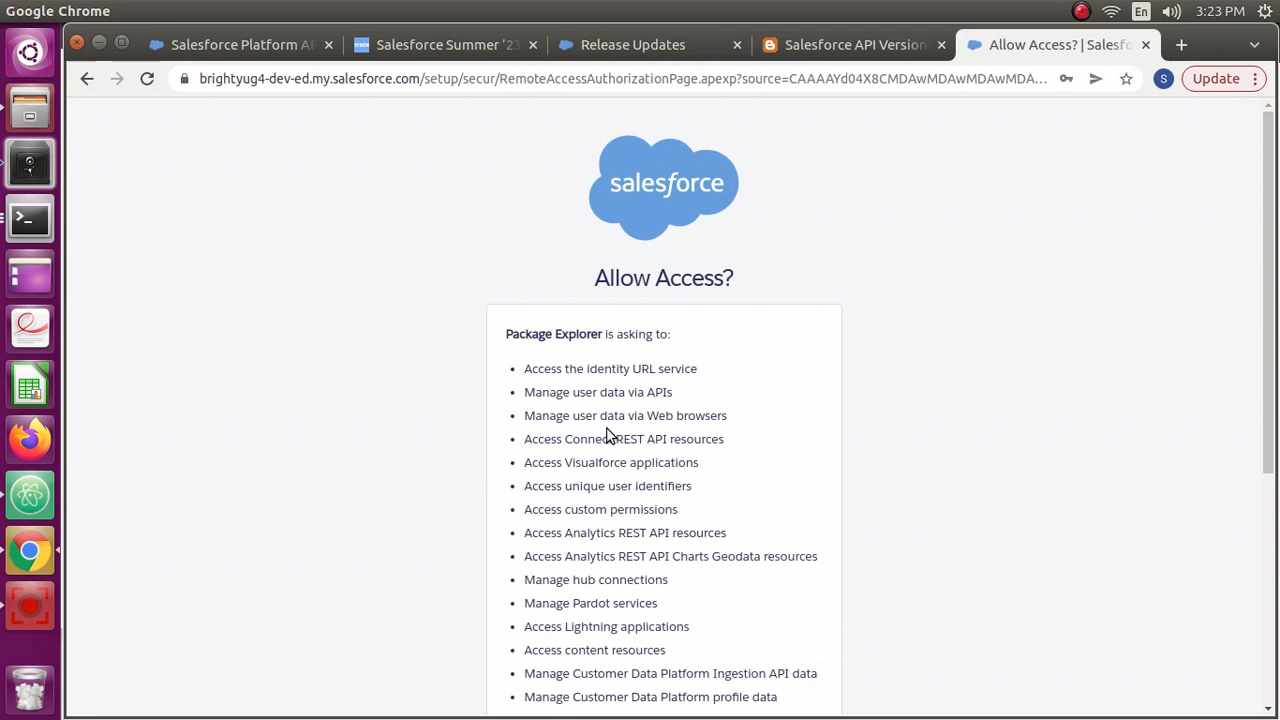 Google Chrome
En
3:23 PM
Salesforce Platform AP
Salesforce Summer '23
Release Updates
Salesforce API Version
Allow Access? | Salesfo
brightyug4-dev-ed.my.salesforce.com/setup/secur/RemoteAccessAuthorizationPage.apexp?source=CAAAAYd04X8CMDAwMDAwMDAwMDA...
S
Update
salesforce
Allow Access?
Package Explorer is asking to:
• Access the identity URL service
• Manage user data via APIs
• Manage user data via Web browsers
• Access Connect REST API resources
• Access Visualforce applications
• Access unique user identifiers
• Access custom permissions
• Access Analytics REST API resources
• Access Analytics REST API Charts Geodata resources
• Manage hub connections
• Manage Pardot services
• Access Lightning applications
• Access content resources
• Manage Customer Data Platform Ingestion API data
• Manage Customer Data Platform profile data